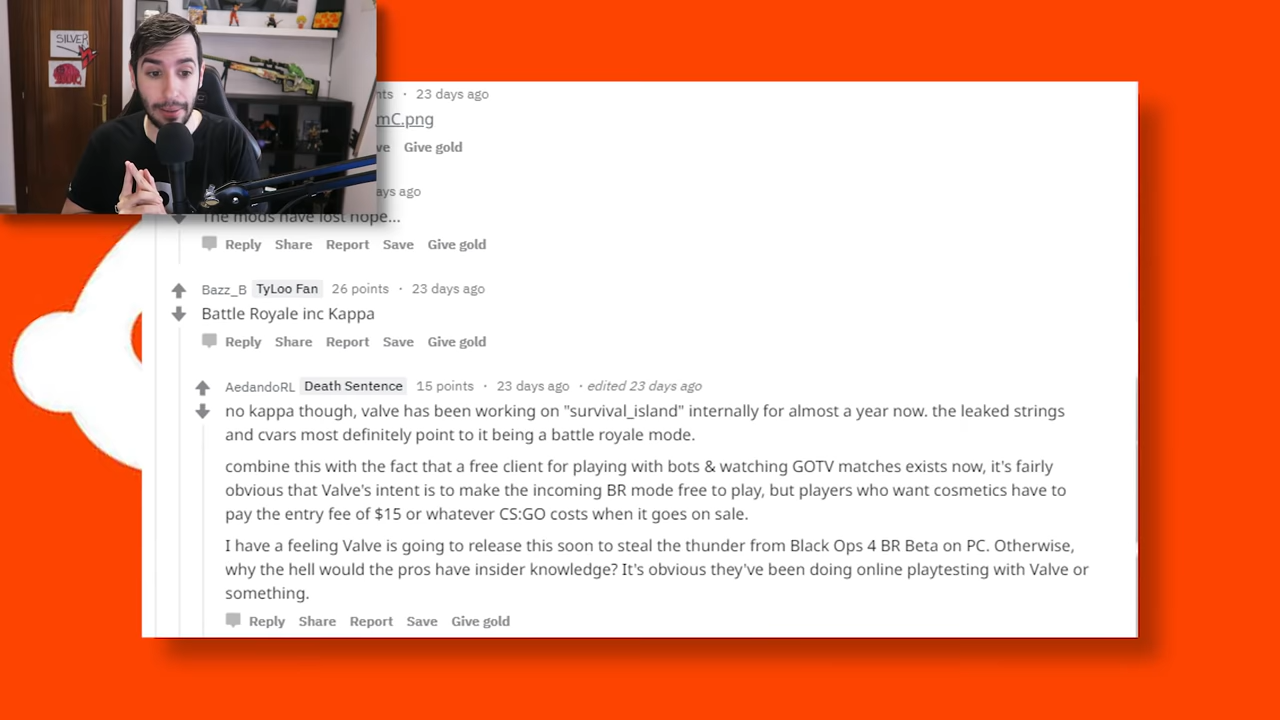 SILVER
nts · 23 days ago
mC.png
ve Give gold
ays ago
The mods have lost hope...
Reply Share Report Save Give gold
Bazz_B TyLoo Fan 26 points · 23 days ago
Battle Royale inc Kappa
Reply Share Report Save Give gold
AedandoRL Death Sentence 15 points · 23 days ago · edited 23 days ago
no kappa though, valve has been working on "survival_island" internally for almost a year now. the leaked strings
and cvars most definitely point to it being a battle royale mode.
combine this with the fact that a free client for playing with bots & watching GOTV matches exists now, it's fairly
obvious that Valve's intent is to make the incoming BR mode free to play, but players who want cosmetics have to
pay the entry fee of $15 or whatever CS:GO costs when it goes on sale.
I have a feeling Valve is going to release this soon to steal the thunder from Black Ops 4 BR Beta on PC. Otherwise,
why the hell would the pros have insider knowledge? It's obvious they've been doing online playtesting with Valve or
something.
Reply Share Report Save Give gold